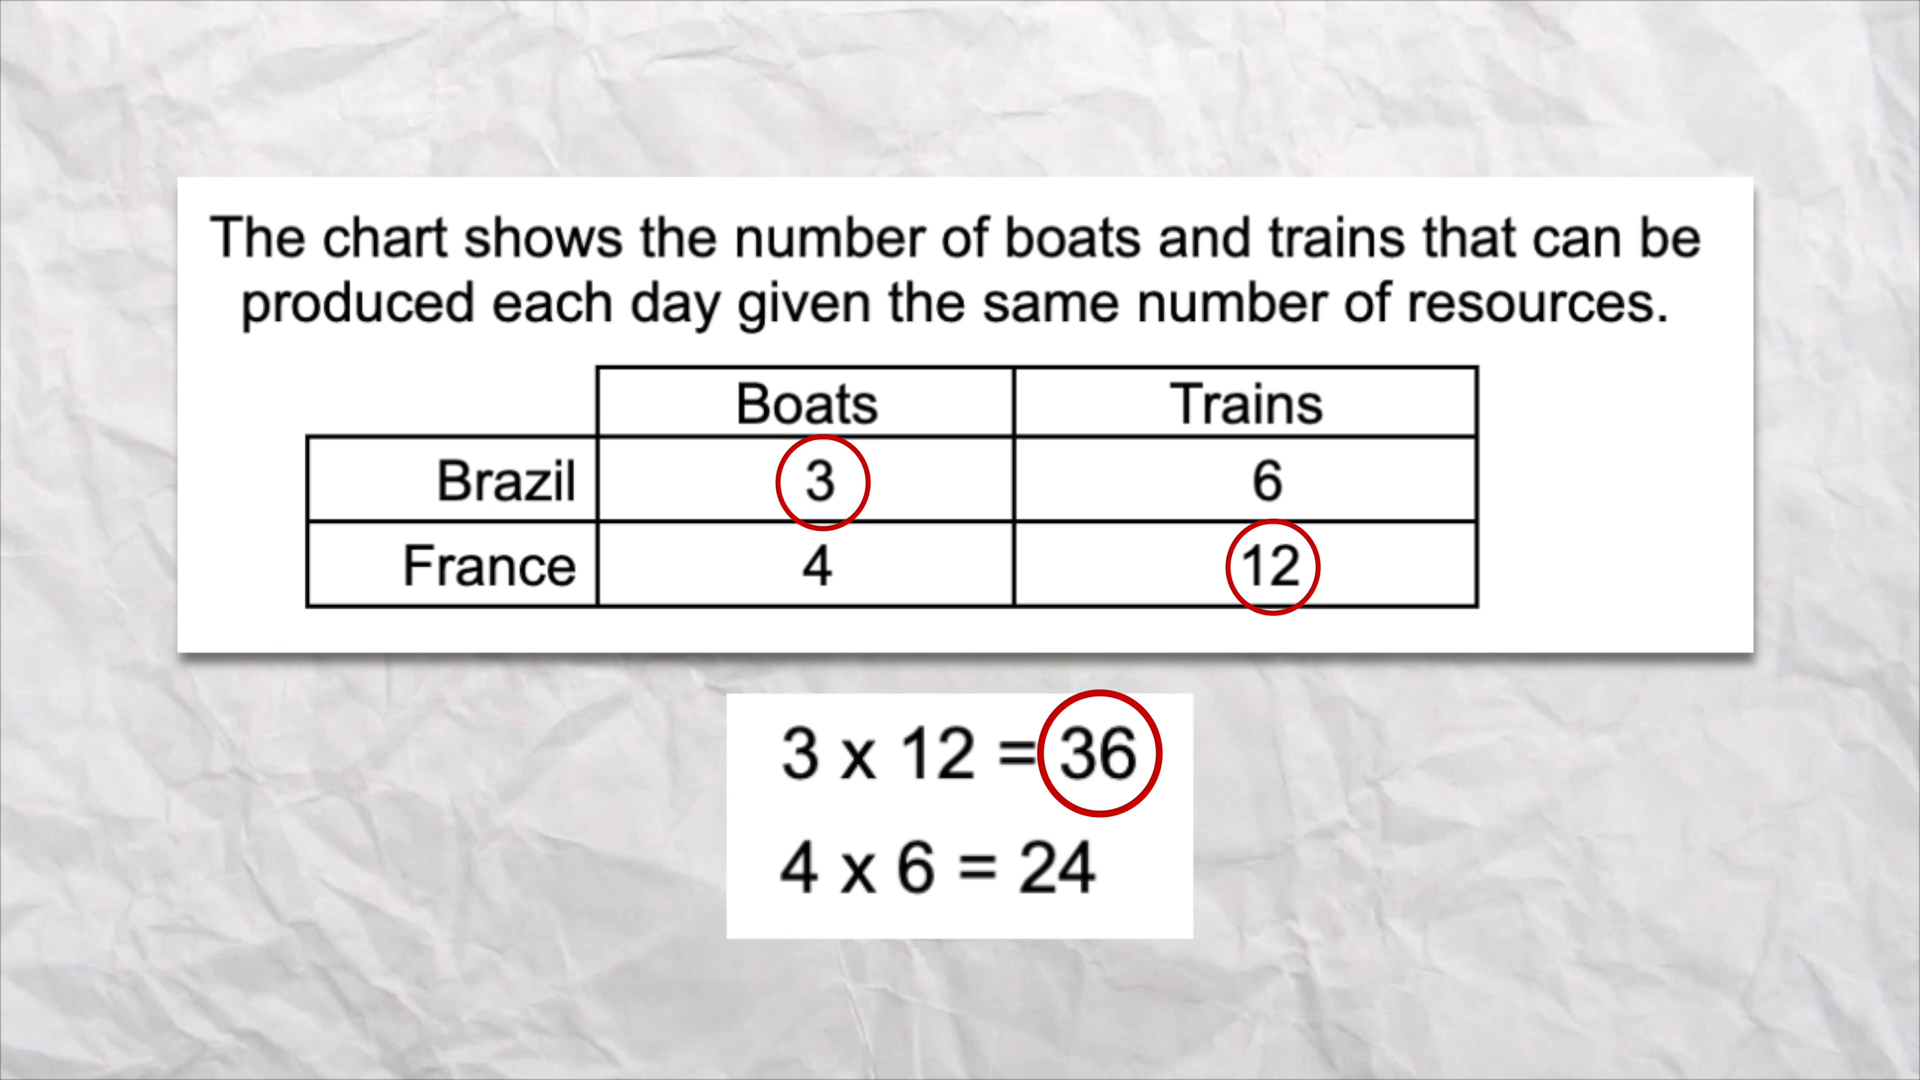 The chart shows the number of boats and trains that can be
produced each day given the same number of resources.
Boats Trains
Brazil 3 6
France 4 12
3 x 12 = 36
4 x 6 = 24